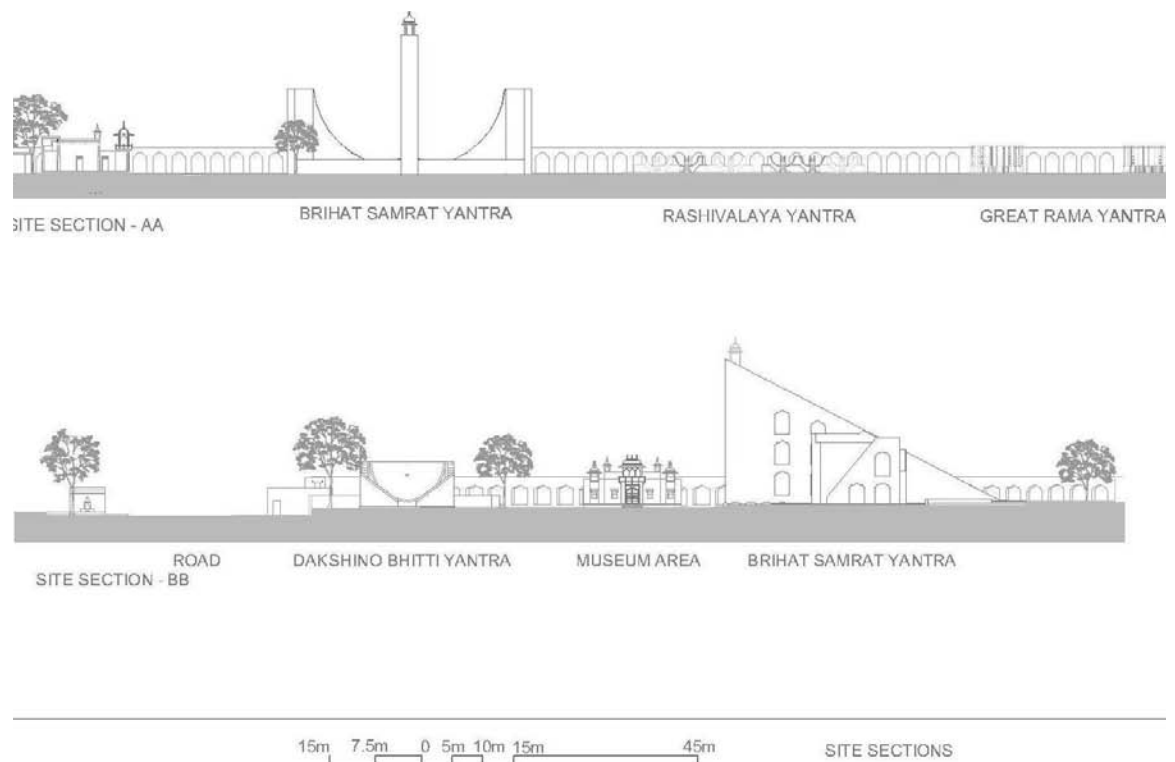 BRIHAT SAMRAT YANTRA
RASHIVALAYA YANTRA
GREAT RAMA YANTRA
SITE SECTION - AA
ROAD
DAKSHINO BHITTI YANTRA
MUSEUM AREA
BRIHAT SAMRAT YANTRA
SITE SECTION - BB
15m 7.5m 0 5m 10m 15m 45m
SITE SECTIONS